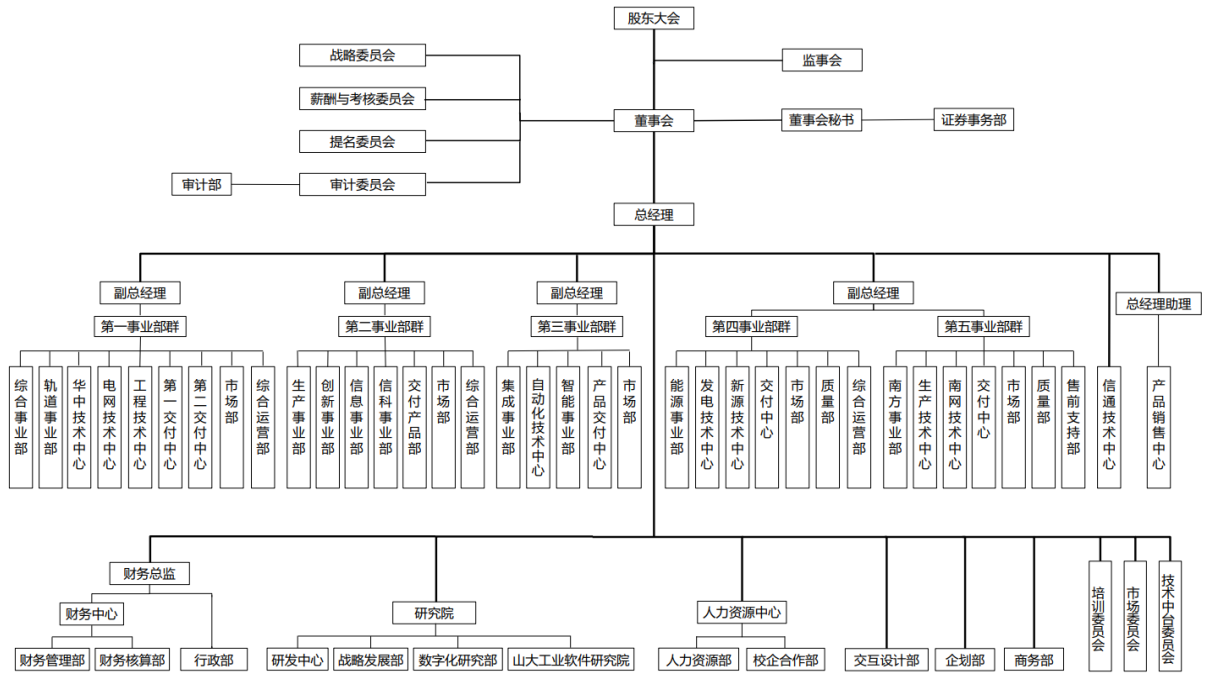 股东大会
战略委员会
监事会
薪酬与考核委员会
董事会
董事会秘书
证券事务部
提名委员会
审计部
审计委员会
总经理
副总经理
副总经理
副总经理
副总经理
总经理助理
第一事业部群
第二事业部群
第三事业部群
第四事业部群
第五事业部群
综合事业部
轨道事业部
华中技术中心
电网技术中心
工程技术中心
第一交付中心
第二交付中心
市场部
综合运营部
生产事业部
创新事业部
信息事业部
信科事业部
交付产品部
市场部
综合运营部
集成事业部
自动化技术中心
智能事业部
产品交付中心
市场部
能源事业部
发电技术中心
新源技术中心
交付中心
市场部
质量部
综合运营部
南方事业部
生产技术中心
南网技术中心
交付中心
市场部
质量部
售前支持部
信通技术中心
产品销售中心
财务总监
财务中心
研究院
人力资源中心
培训委员会
市场委员会
技术中台委员会
财务管理部
财务核算部
行政部
研发中心
战略发展部
数字化研究部
山大工业软件研究院
人力资源部
校企合作部
交互设计部
企划部
商务部